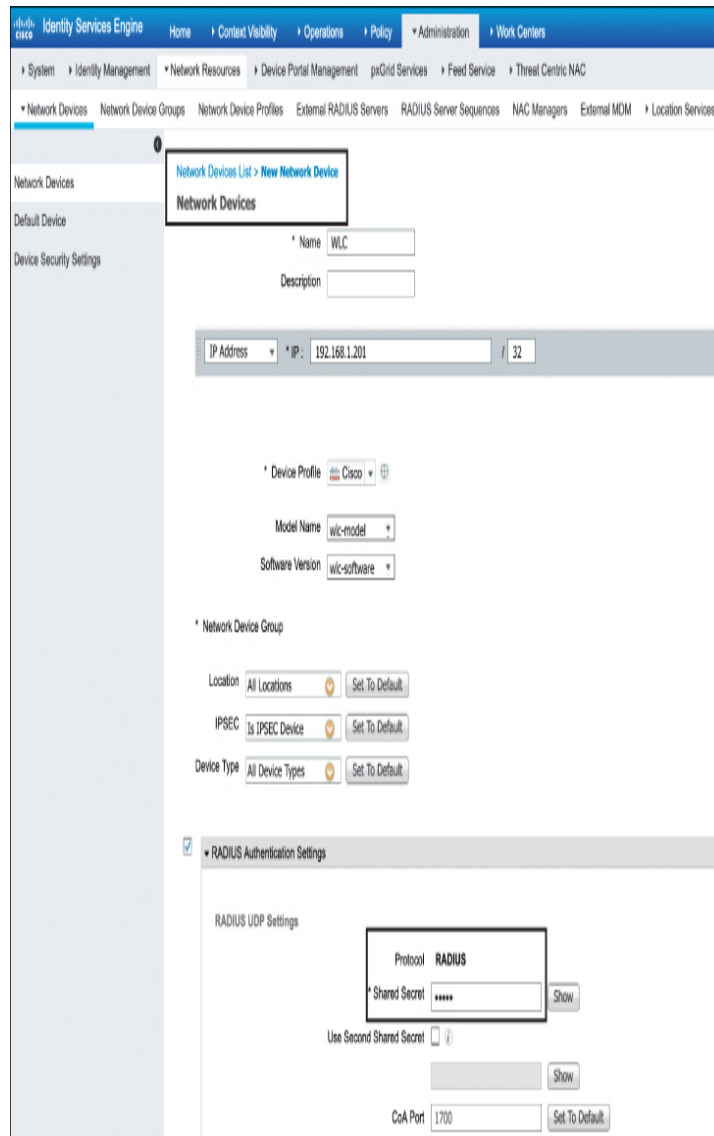 cisco Identity Services Engine Home Context Visibility Operations Policy Administration Work Centers
System Identity Management Network Resources Device Portal Management pxGrid Services Feed Service Threat Centric NAC
Network Devices Network Device Groups Network Device Profiles External RADIUS Servers RADIUS Server Sequences NAC Managers External MDM Location Services
Network Devices
Default Device
Device Security Settings
Network Devices List > New Network Device
Network Devices
* Name WLC
Description
IP Address * IP : 192.168.1.201 / 32
* Device Profile Cisco
Model Name wlc-model
Software Version wlc-software
* Network Device Group
Location All Locations Set To Default
IPSEC Is IPSEC Device Set To Default
Device Type All Device Types Set To Default
RADIUS Authentication Settings
RADIUS UDP Settings
Protocol RADIUS
* Shared Secret ••••• Show
Use Second Shared Secret i
Show
CoA Port 1700 Set To Default